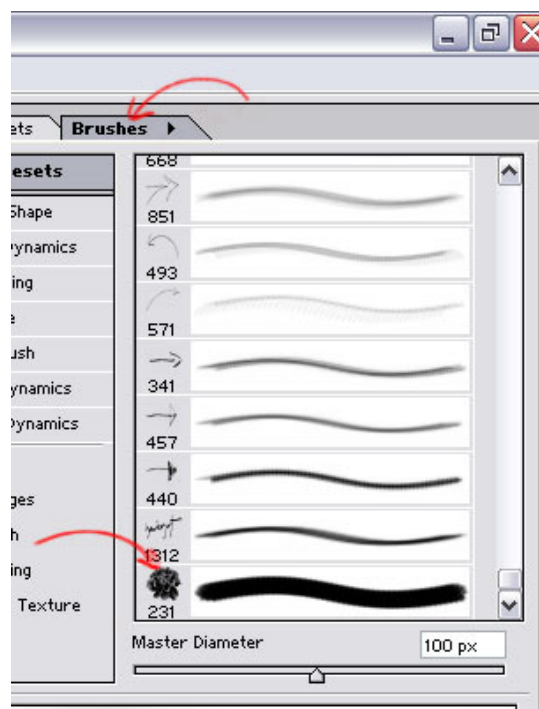 ets Brushes
esets
Shape
ynamics
ing
e
ush
ynamics
Dynamics
ges
h
ing
Texture
668
851
493
571
341
457
440
1312
231
Master Diameter 100 px